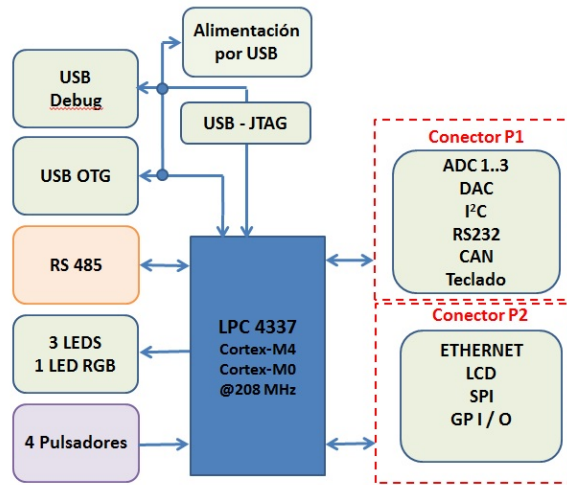 Alimentación
por USB
USB
Debug
USB - JTAG
USB OTG
RS 485
3 LEDS
1 LED RGB
4 Pulsadores
LPC 4337
Cortex-M4
Cortex-M0
@208 MHz
Conector P1
ADC 1..3
DAC
I²C
RS232
CAN
Teclado
Conector P2
ETHERNET
LCD
SPI
GP I / O